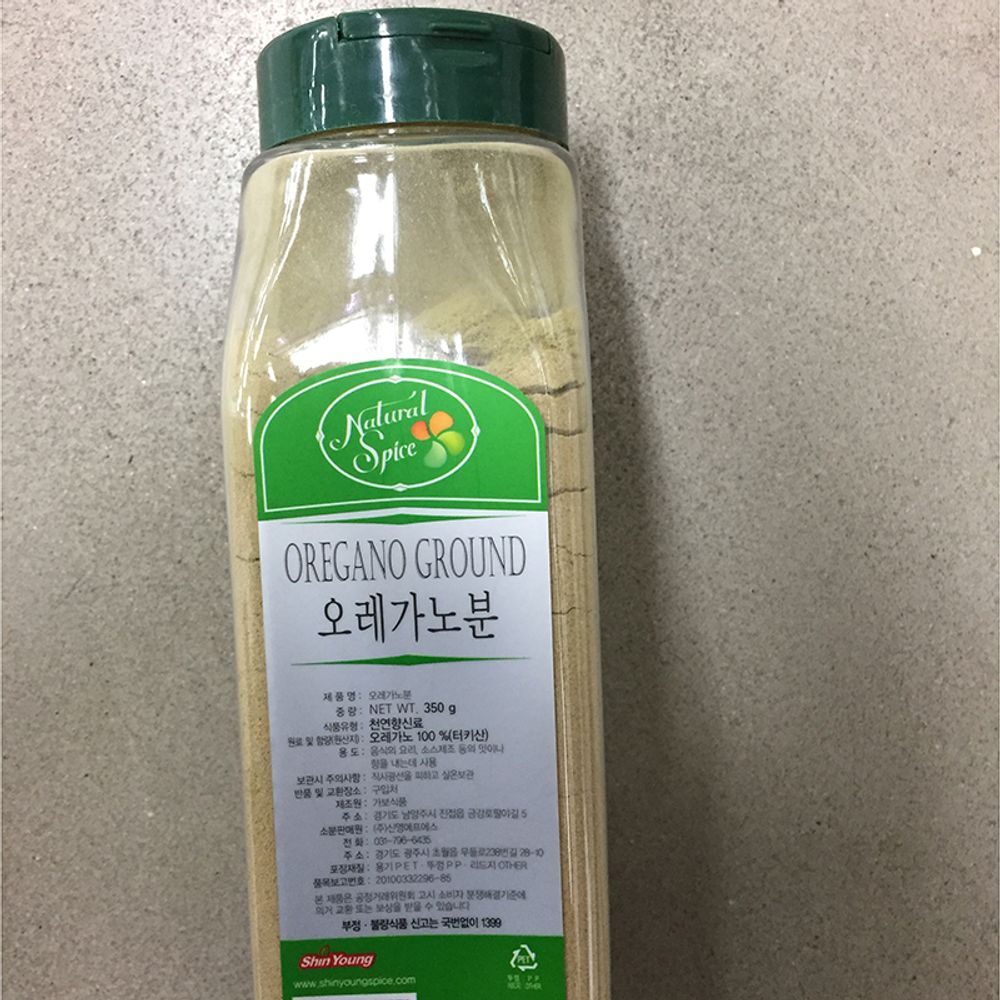 Natural
Spice
OREGANO GROUND
오레가노분
제 품 명 : 오레가노분
중 량 : NET WT. 350 g
식품유형 : 천연향신료
원료 및 함량(원산지) : 오레가노 100 %(터키산)
용 도 : 음식의 요리, 소스제조 등의 맛이나
향을 내는데 사용
보관시 주의사항 : 직사광선을 피하고 실온보관
반품 및 교환장소 : 구입처
제조원 : 가보식품
주 소 : 경기도 남양주시 진접읍 금강로팔야길 5
소분판매원 : (주)신영에프에스
전 화 : 031-796-6435
주 소 : 경기도 광주시 초월읍 무들로238번길 28-10
포장재질 : 용기 P E T · 뚜껑 P P · 리드지 OTHER
품목보고번호 : 20100332296-85
본 제품은 공정거래위원회 고시 소비자 분쟁해결기준에
의거 교환 또는 보상을 받을 수 있습니다
부정 · 불량식품 신고는 국번없이 1399
Shin Young
www.shinyoungspice.com
PET
뚜껑 : P P
리드지 : OTHER